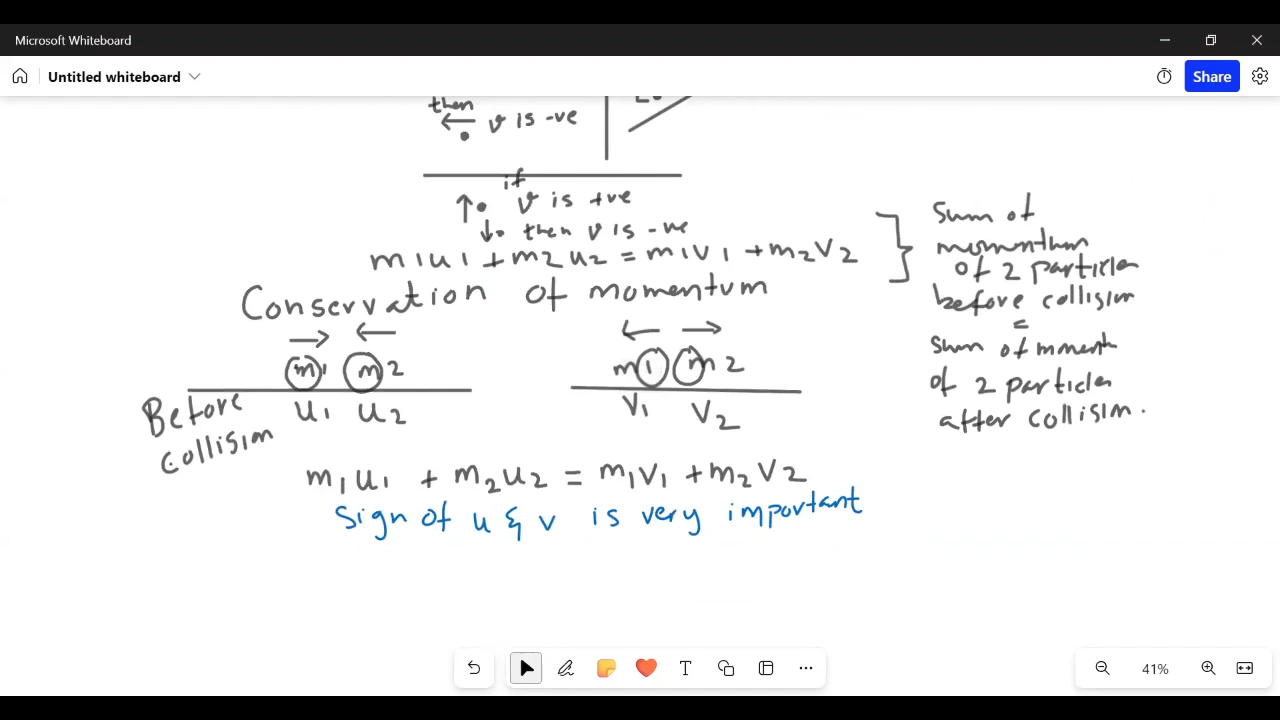 Microsoft Whiteboard
Untitled whiteboard
Share
then
v is -ve
if
v is +ve
then v is -ve
m1u1 + m2u2 = m1v1 + m2v2
Conservation of momentum
m1 m2
u1 u2
Before
collision
m1 m2
v1 v2
Sum of
momentum
of 2 particles
before collision
=
Sum of
of 2 particles
after collision.
m1u1 + m2u2 = m1v1 + m2v2
Sign of u & v is very important
T
41%